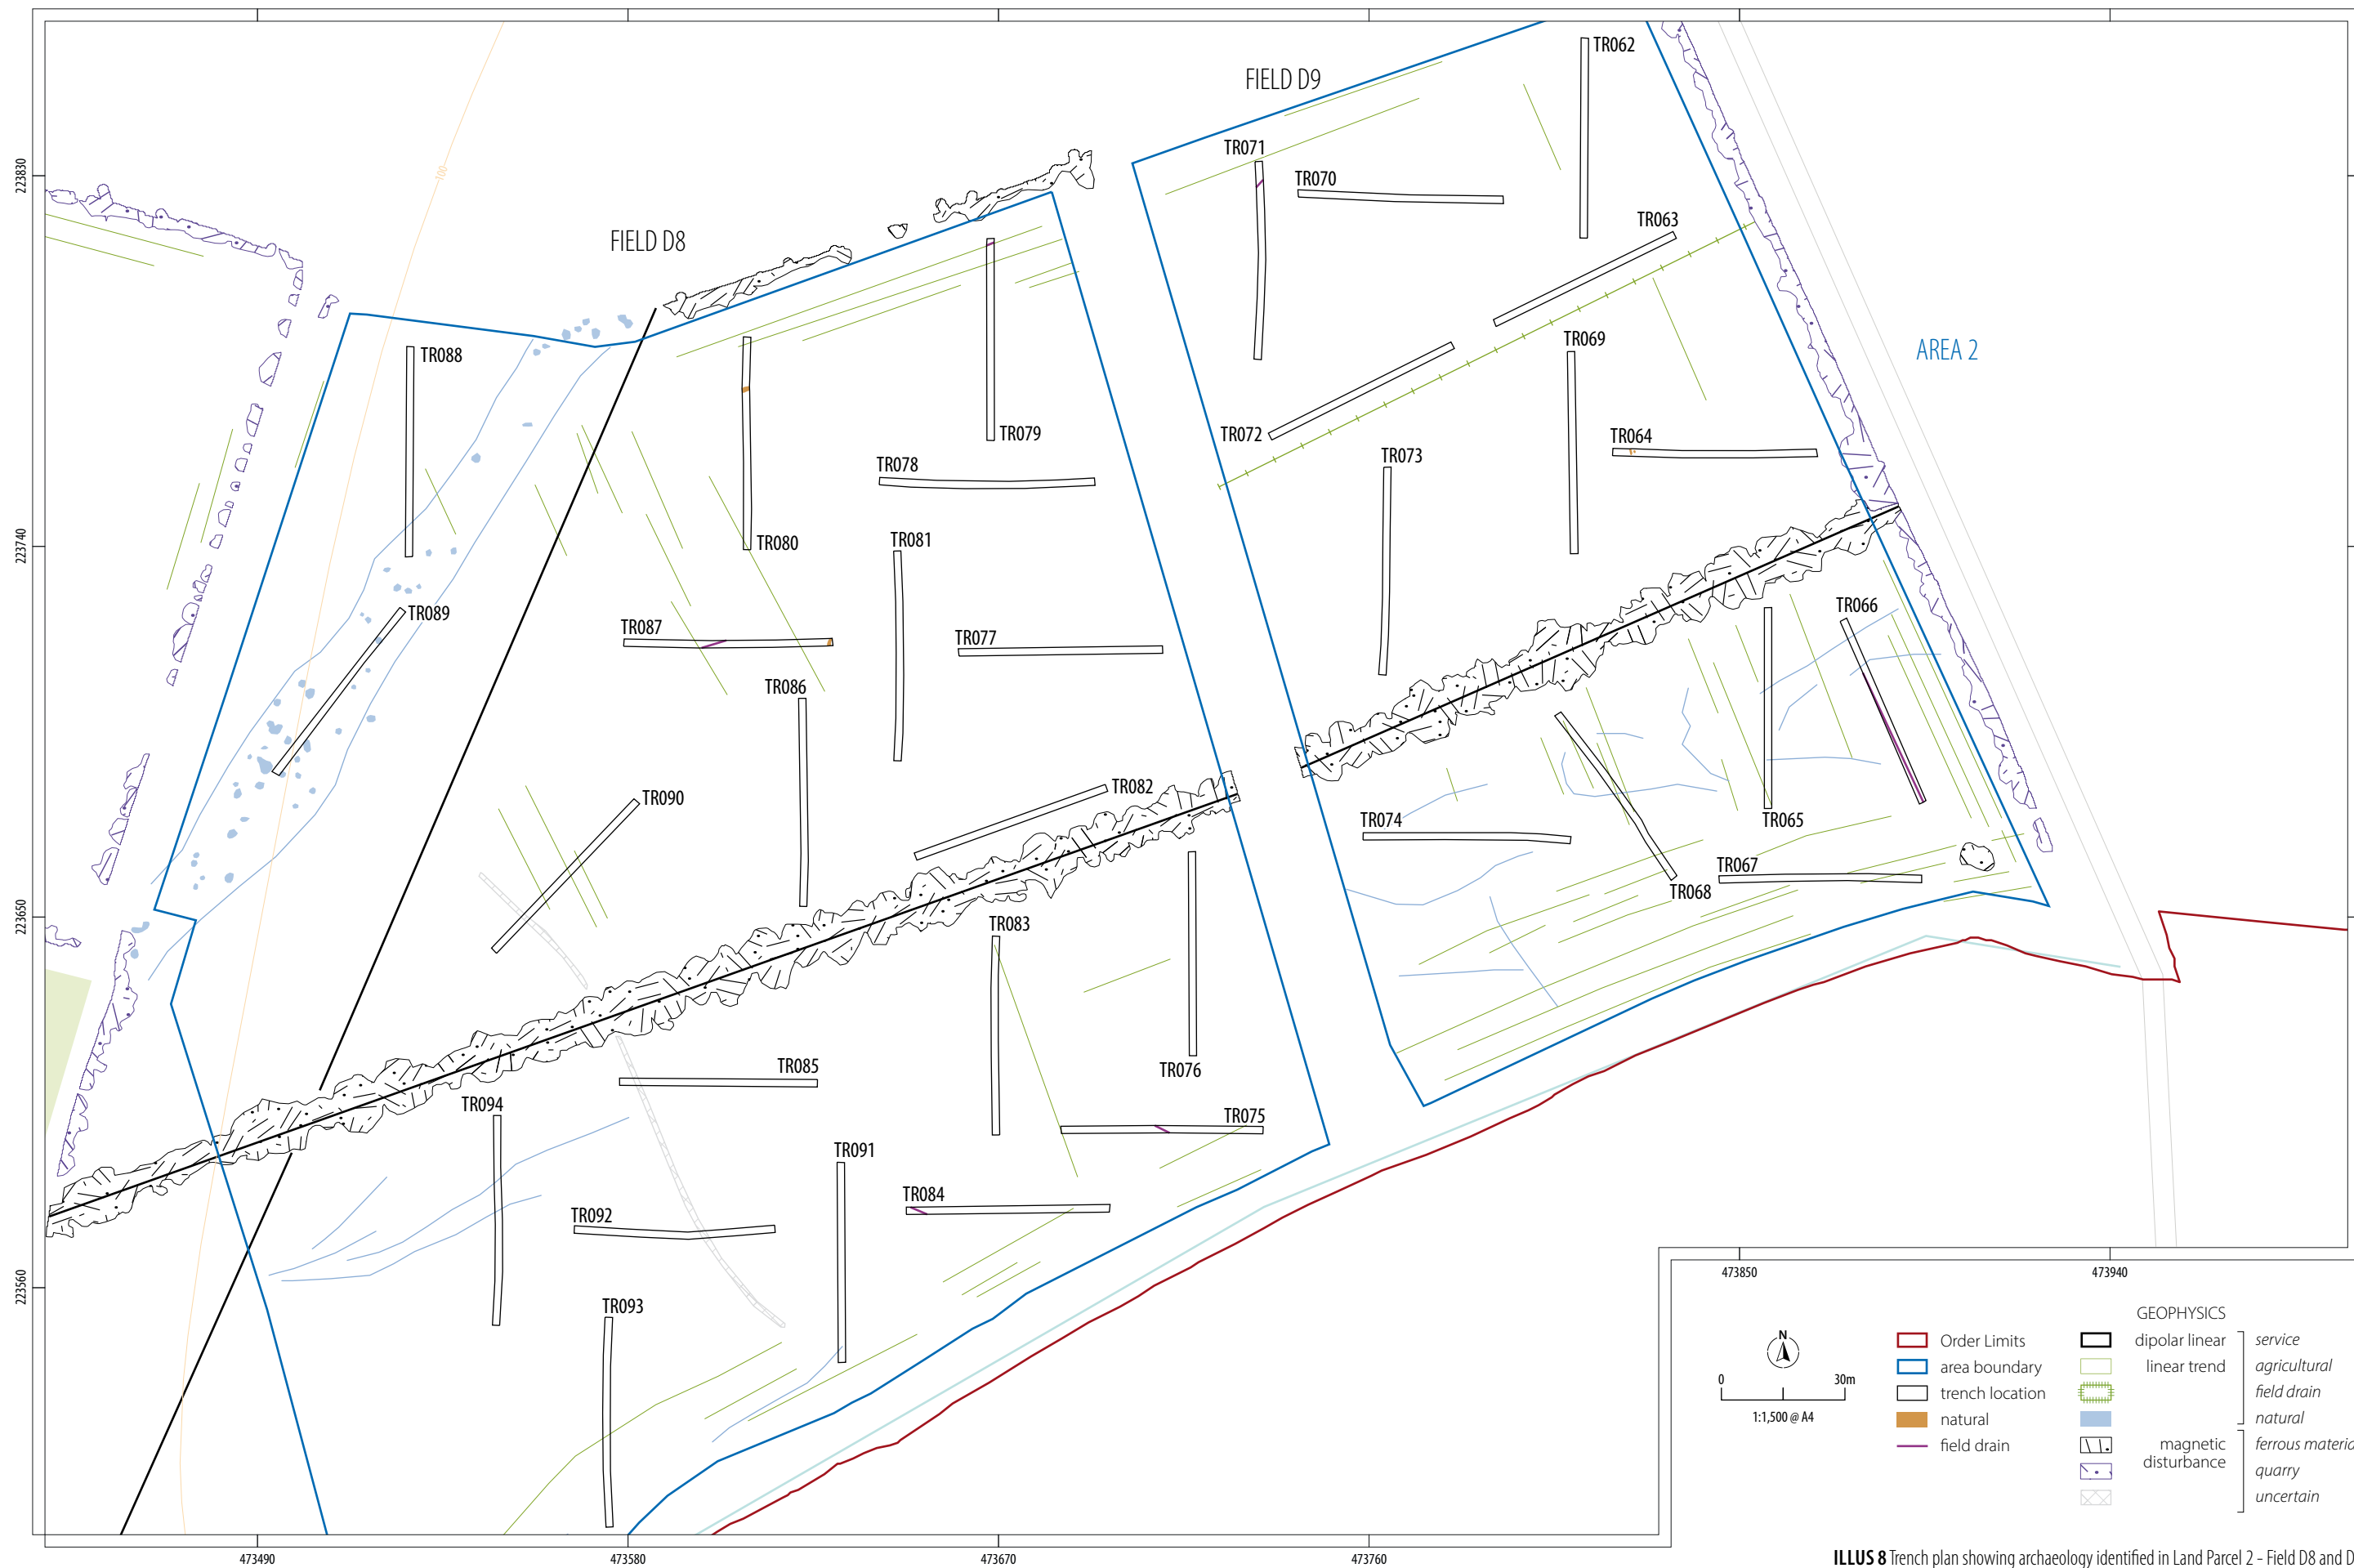 FIELD D9
FIELD D8
AREA 2
TR062
TR071
TR070
TR063
TR088
TR069
TR079
TR072
TR064
TR078
TR073
TR080
TR081
TR089
TR066
TR087
TR077
TR086
TR082
TR090
TR074
TR065
TR067
TR068
TR083
TR076
TR085
TR094
TR075
TR091
TR084
TR092
TR093
100
223830
223740
223650
223560
473490
473580
473670
473760
473850
473940
N
0 30m
1:1,500 @ A4
Order Limits
area boundary
trench location
natural
field drain
GEOPHYSICS
dipolar linear service
linear trend agricultural
field drain
natural
magnetic disturbance
ferrous materia
quarry
uncertain
ILLUS 8 Trench plan showing archaeology identified in Land Parcel 2 - Field D8 and D